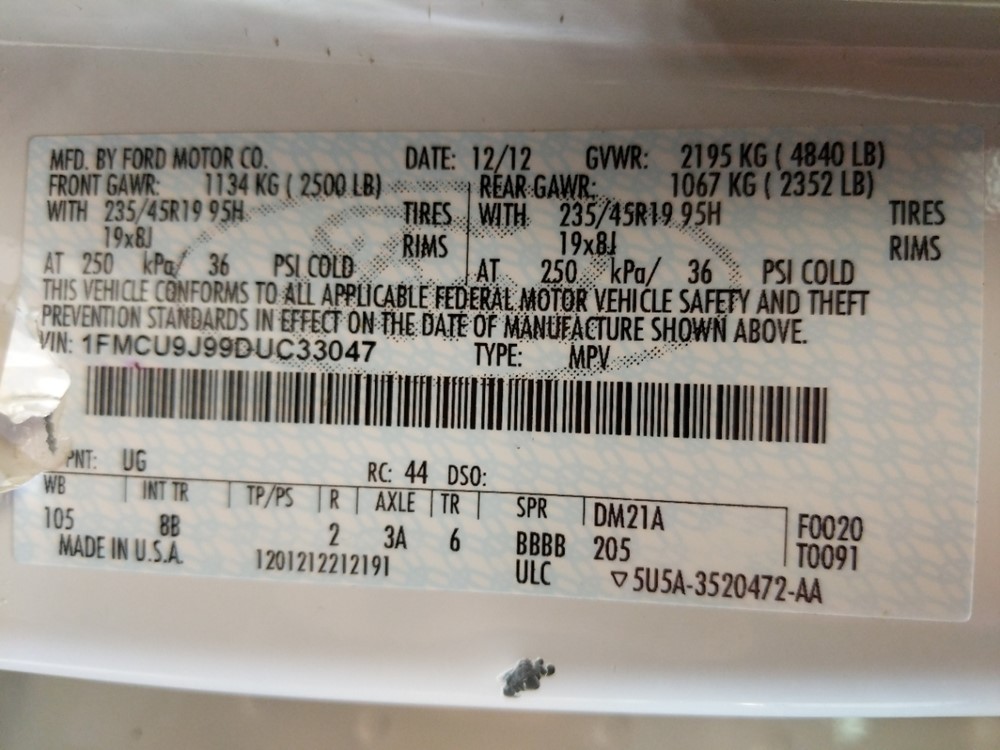 MFD. BY FORD MOTOR CO. DATE: 12/12 GVWR: 2195 KG ( 4840 LB)
FRONT GAWR: 1134 KG ( 2500 LB) REAR GAWR: 1067 KG ( 2352 LB)
WITH 235/45R19 95H TIRES WITH 235/45R19 95H TIRES
19x8J RIMS 19x8J RIMS
AT 250 kPa/ 36 PSI COLD AT 250 kPa/ 36 PSI COLD
THIS VEHICLE CONFORMS TO ALL APPLICABLE FEDERAL MOTOR VEHICLE SAFETY AND THEFT
PREVENTION STANDARDS IN EFFECT ON THE DATE OF MANUFACTURE SHOWN ABOVE.
VIN: 1FMCU9J99DUC33047 TYPE: MPV
PNT: UG RC: 44 DSO:
WB INT TR TP/PS R AXLE TR SPR DM21A F0020
105 8B 2 3A 6 BBBB 205 T0091
MADE IN U.S.A. 1201212212191 ULC ▽5U5A-3520472-AA